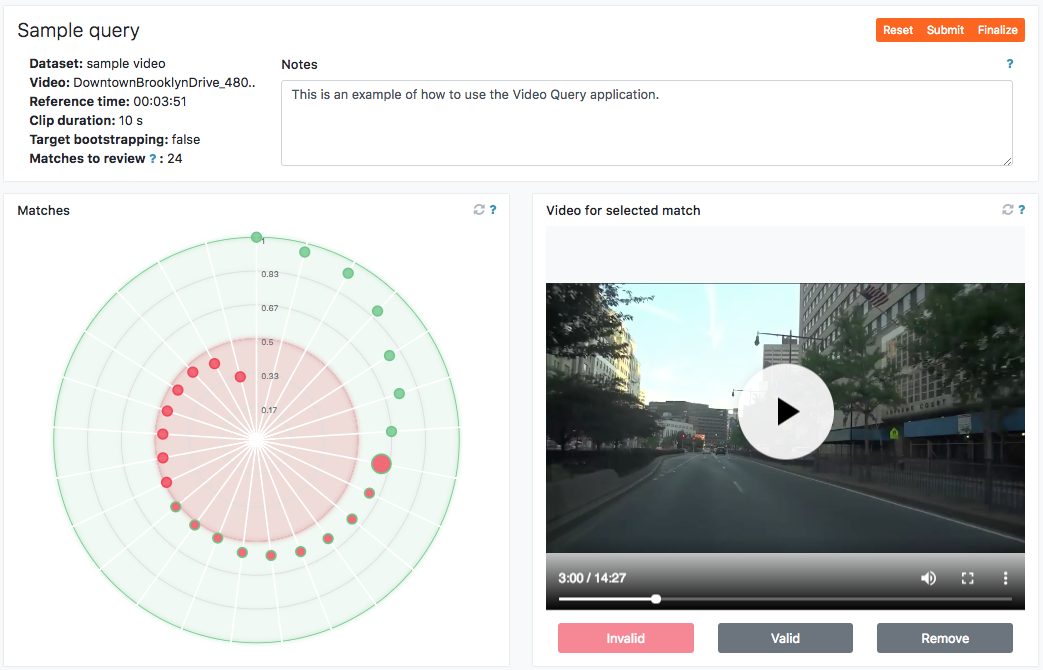 Sample query
Reset Submit Finalize
Dataset: sample video
Video: DowntownBrooklynDrive_480..
Reference time: 00:03:51
Clip duration: 10 s
Target bootstrapping: false
Matches to review ? : 24
Notes ?
This is an example of how to use the Video Query application.
Matches ?
1
0.83
0.67
0.5
0.33
0.17
Video for selected match ?
3:00 / 14:27
Invalid Valid Remove